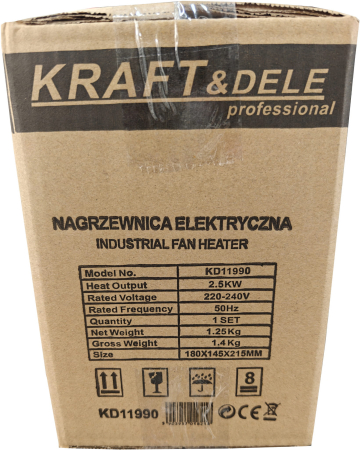 KRAFT&DELE
professional
NAGRZEWNICA ELEKTRYCZNA
INDUSTRIAL FAN HEATER
Model No. KD11990
Heat Output 2.5KW
Rated Voltage 220-240V
Rated Frequency 50Hz
Quantity 1 SET
Net Weight 1.25Kg
Gross Weight 1.4Kg
Size 180X145X215MM
8
KD11990 CE